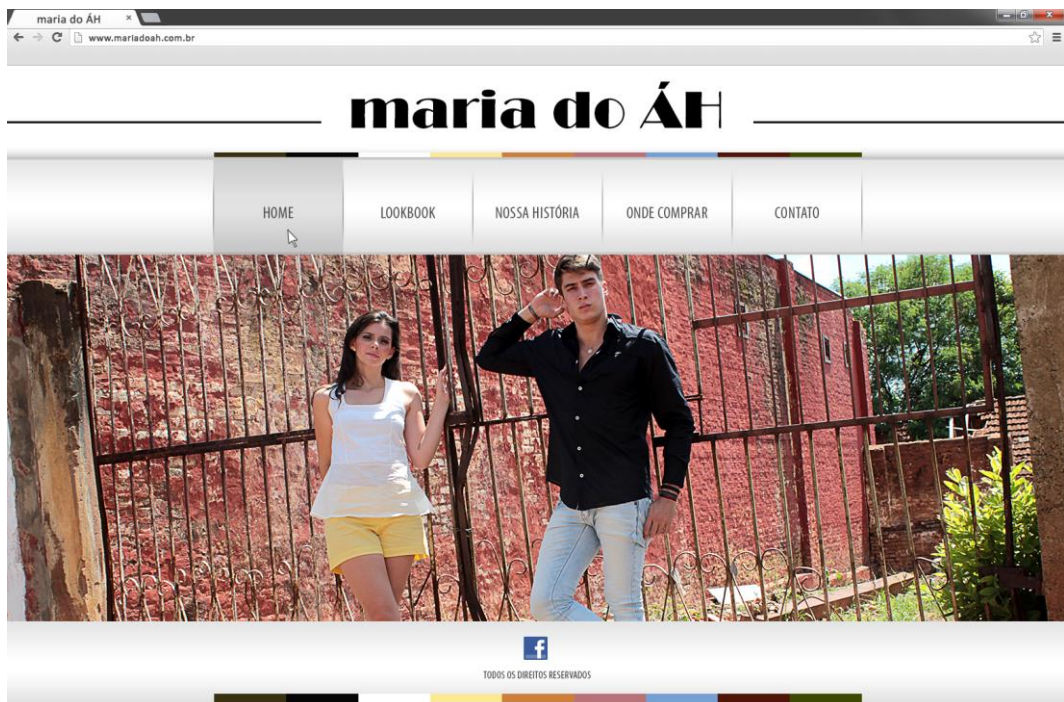 maria do ÁH
www.mariadoah.com.br
maria do ÁH
HOME
LOOKBOOK
NOSSA HISTÓRIA
ONDE COMPRAR
CONTATO
f
TODOS OS DIREITOS RESERVADOS